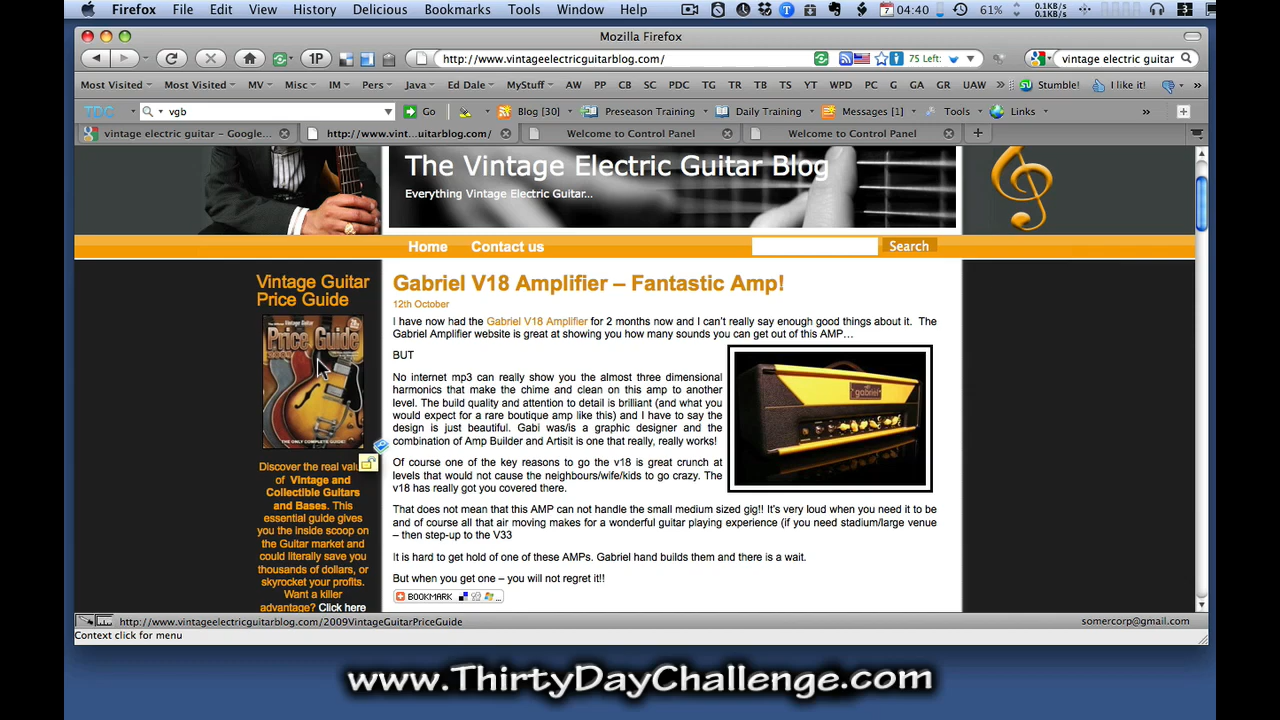 Firefox File Edit View History Delicious Bookmarks Tools Window Help
7 04:40 61% 0.1KB/s 0.1KB/s 3
Mozilla Firefox
1P http://www.vintageelectricguitarblog.com/ 75 Left: vintage electric guitar
Most Visited Most Visited MV Misc IM Pers Java Ed Dale MyStuff AW PP CB SC PDC TG TR TB TS YT WPD PC G GA GR UAW » Stumble! I like it! »
TDC vgb Go Blog [30] Preseason Training Daily Training Messages [1] Tools Links »
vintage electric guitar – Google... http://www.vint...uitarblog.com/ Welcome to Control Panel Welcome to Control Panel +
The Vintage Electric Guitar Blog
Everything Vintage Electric Guitar...
Home Contact us Search
Vintage Guitar
Price Guide
Vintage Guitar
Price Guide
THE ONLY COMPLETE GUIDE!
Discover the real val
of Vintage and
Collectible Guitars
and Bases. This
essential guide gives
you the inside scoop on
the Guitar market and
could literally save you
thousands of dollars, or
skyrocket your profits.
Want a killer
advantage? Click here
Gabriel V18 Amplifier – Fantastic Amp!
12th October
I have now had the Gabriel V18 Amplifier for 2 months now and I can't really say enough good things about it. The
Gabriel Amplifier website is great at showing you how many sounds you can get out of this AMP…
BUT
No internet mp3 can really show you the almost three dimensional
harmonics that make the chime and clean on this amp to another
level. The build quality and attention to detail is brilliant (and what you
would expect for a rare boutique amp like this) and I have to say the
design is just beautiful. Gabi was/is a graphic designer and the
combination of Amp Builder and Artisit is one that really, really works!
gabriel
Of course one of the key reasons to go the v18 is great crunch at
levels that would not cause the neighbours/wife/kids to go crazy. The
v18 has really got you covered there.
That does not mean that this AMP can not handle the small medium sized gig!! It's very loud when you need it to be
and of course all that air moving makes for a wonderful guitar playing experience (if you need stadium/large venue
– then step-up to the V33
It is hard to get hold of one of these AMPs. Gabriel hand builds them and there is a wait.
But when you get one – you will not regret it!!
BOOKMARK
http://www.vintageelectricguitarblog.com/2009VintageGuitarPriceGuide somercorp@gmail.com
Context click for menu
www.ThirtyDayChallenge.com